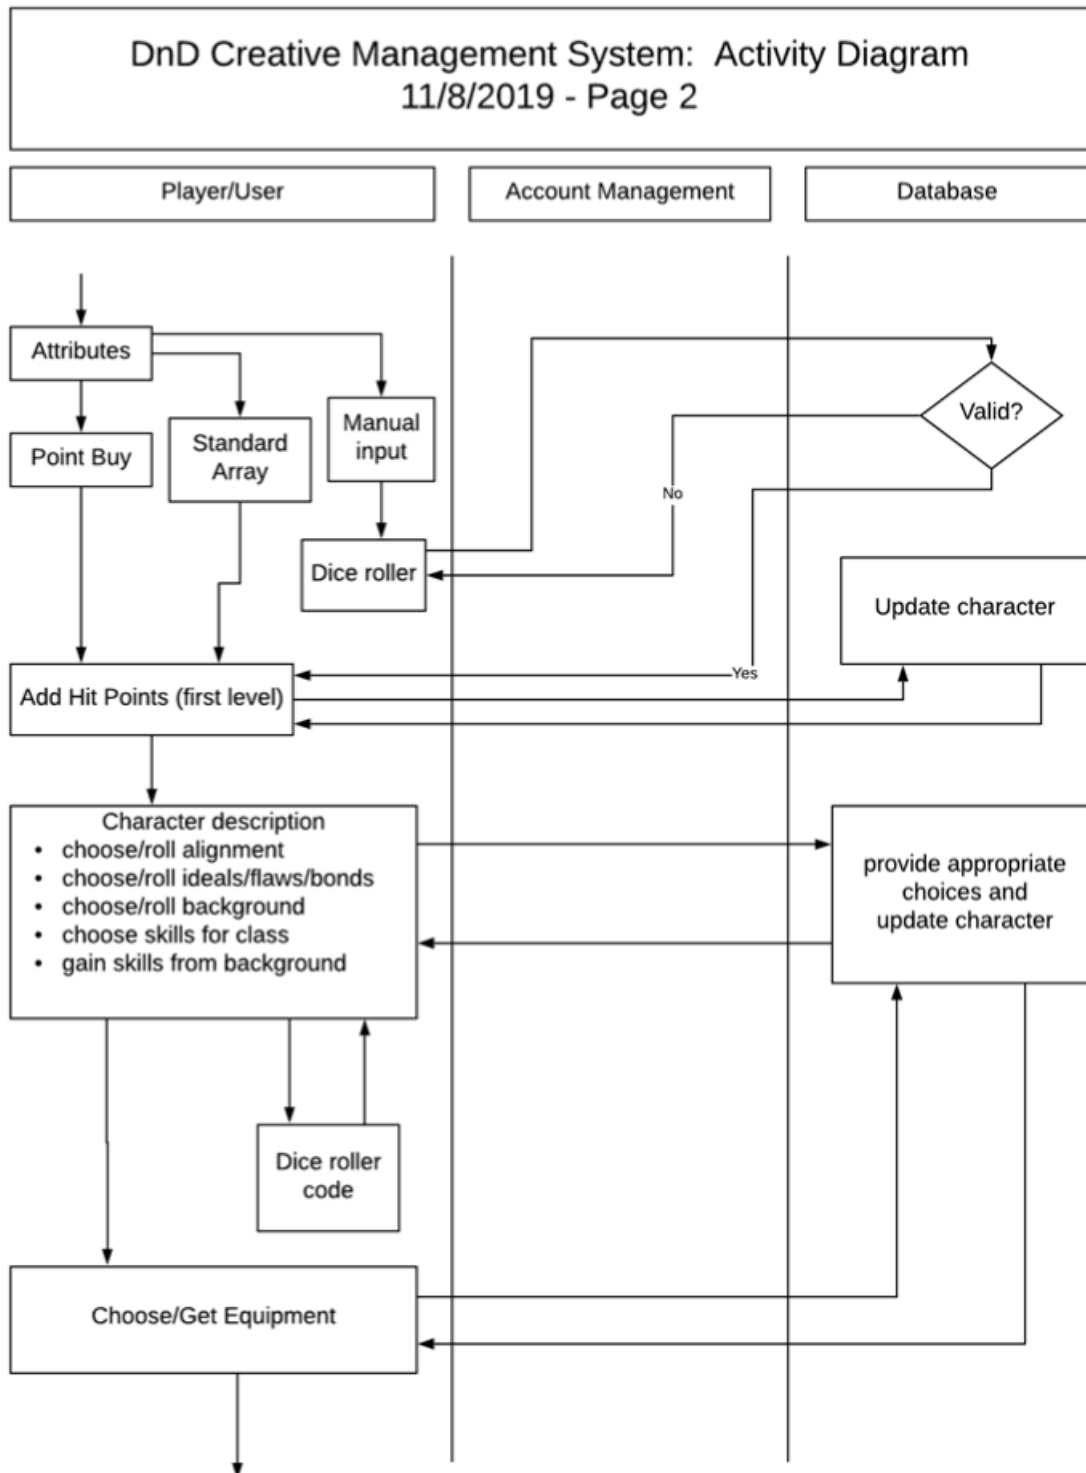 DnD Creative Management System:  Activity Diagram
11/8/2019 - Page 2
Player/User
Account Management
Database
Attributes
Point Buy
Standard
Array
Manual
input
Valid?
No
Dice roller
Update character
Yes
Add Hit Points (first level)
Character description
• choose/roll alignment
• choose/roll ideals/flaws/bonds
• choose/roll background
• choose skills for class
• gain skills from background
provide appropriate
choices and
update character
Dice roller
code
Choose/Get Equipment